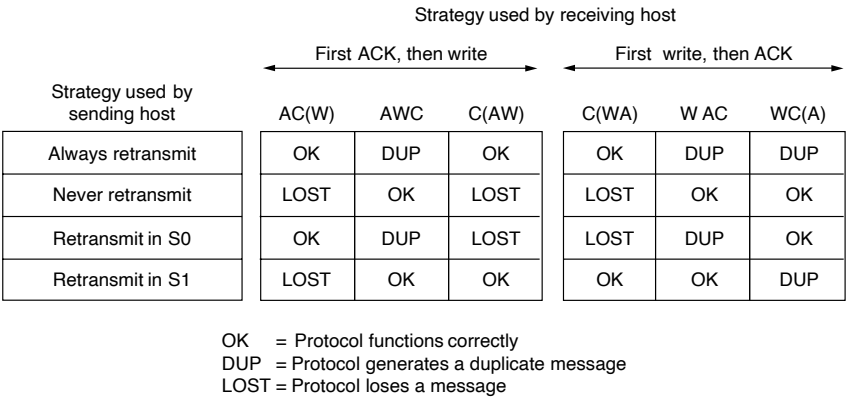 Strategy used by receiving host
First ACK, then write First write, then ACK
Strategy used by
sending host
AC(W) AWC C(AW) C(WA) W AC WC(A)
Always retransmit OK DUP OK OK DUP DUP
Never retransmit LOST OK LOST LOST OK OK
Retransmit in S0 OK DUP LOST LOST DUP OK
Retransmit in S1 LOST OK OK OK OK DUP
OK = Protocol functions correctly
DUP = Protocol generates a duplicate message
LOST = Protocol loses a message